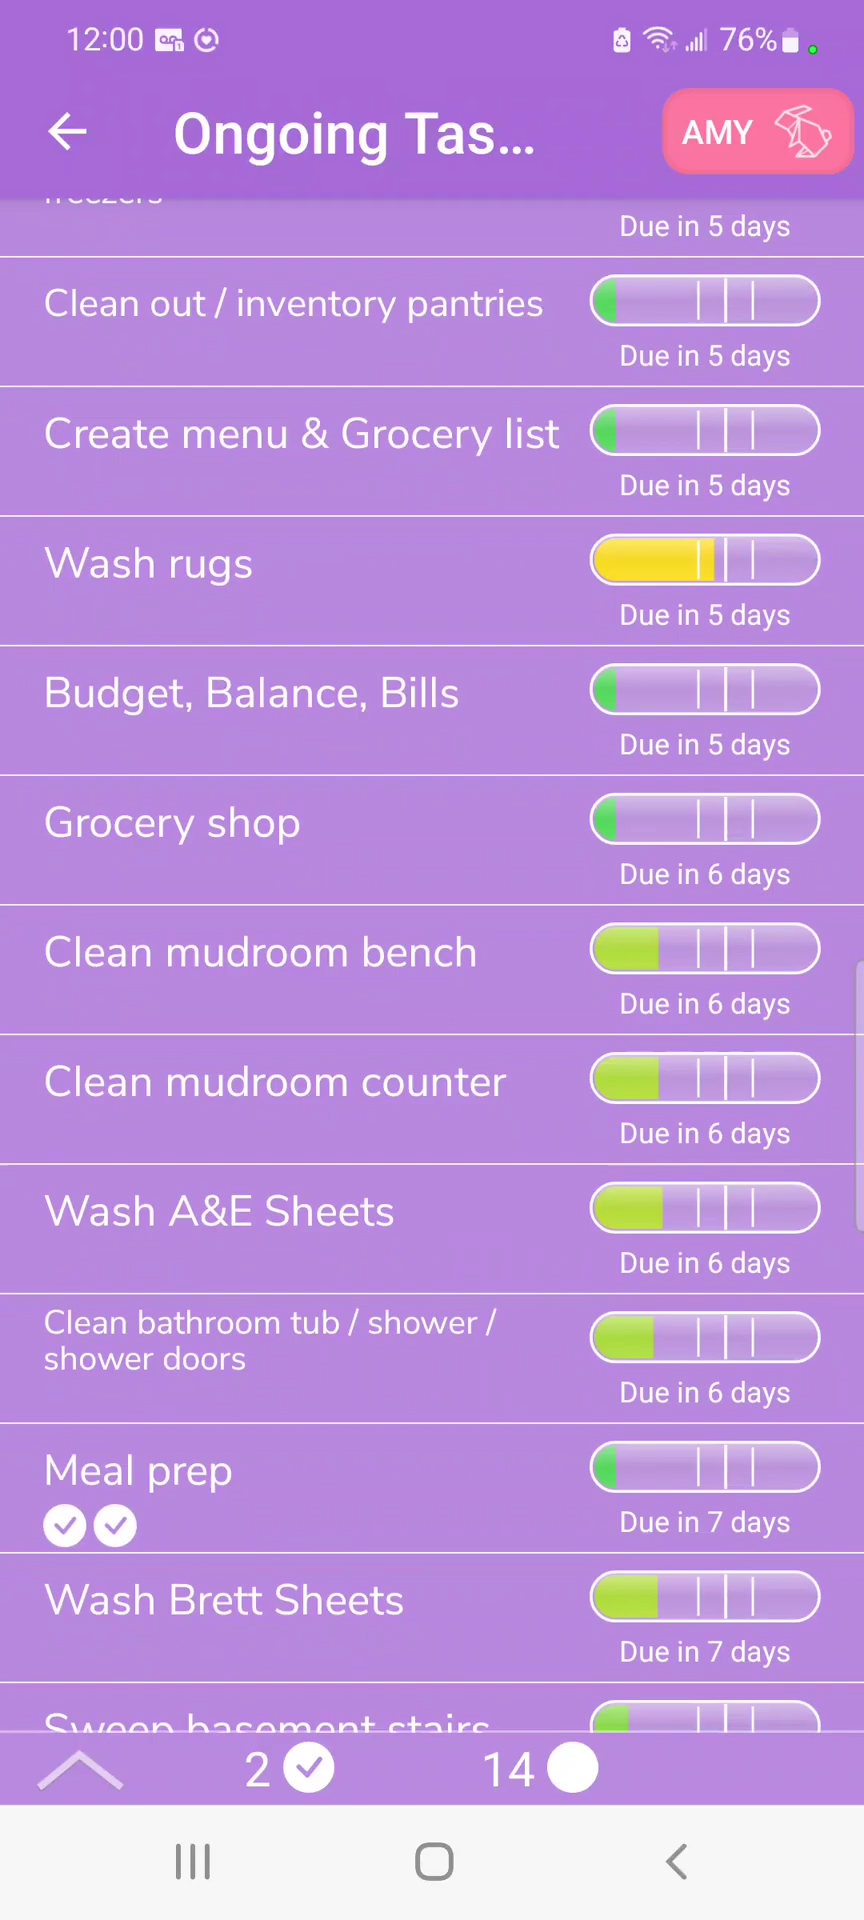 12:00
76%
Ongoing Tas...
AMY
freezers
Due in 5 days
Clean out / inventory pantries
Due in 5 days
Create menu & Grocery list
Due in 5 days
Wash rugs
Due in 5 days
Budget, Balance, Bills
Due in 5 days
Grocery shop
Due in 6 days
Clean mudroom bench
Due in 6 days
Clean mudroom counter
Due in 6 days
Wash A&E Sheets
Due in 6 days
Clean bathroom tub / shower /
shower doors
Due in 6 days
Meal prep
Due in 7 days
Wash Brett Sheets
Due in 7 days
Sweep basement stairs
2
14